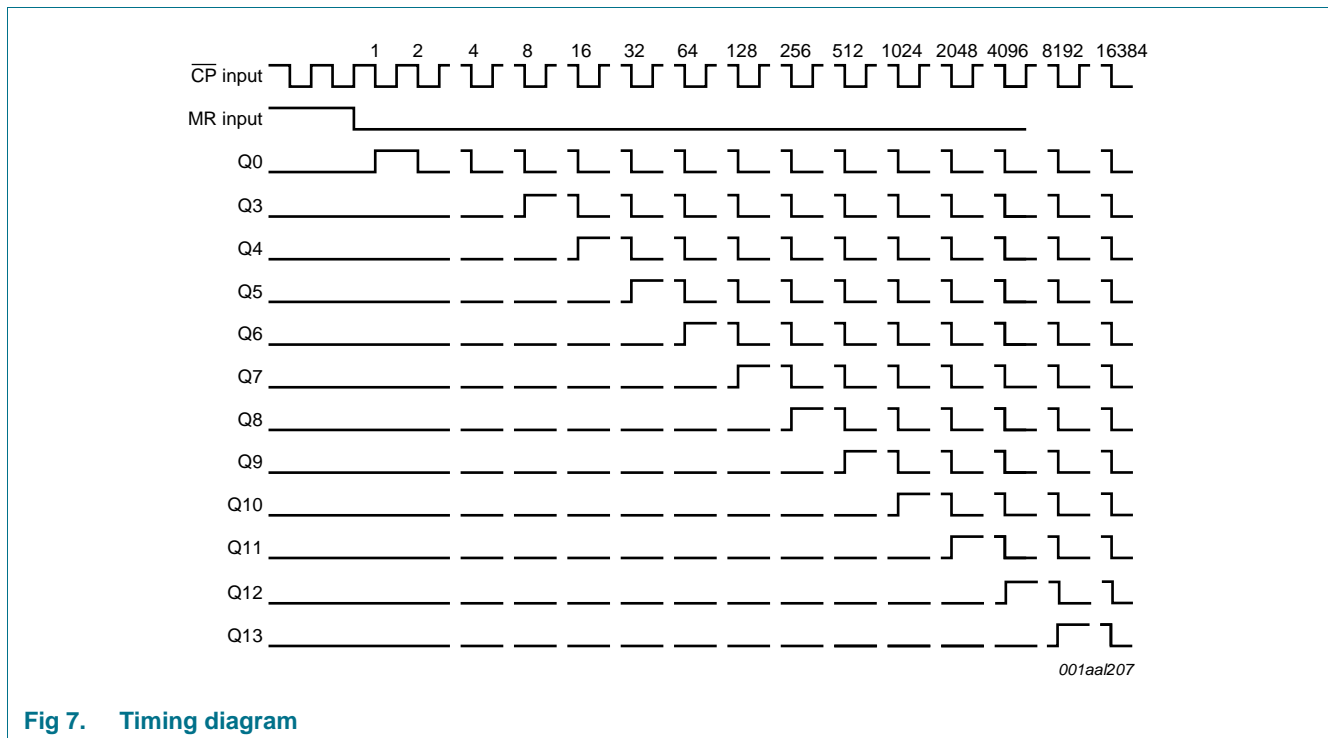 1 2 4 8 16 32 64 128 256 512 1024 2048 4096 8192 16384
CP input
MR input
Q0
Q3
Q4
Q5
Q6
Q7
Q8
Q9
Q10
Q11
Q12
Q13
001aal207
Fig 7. Timing diagram